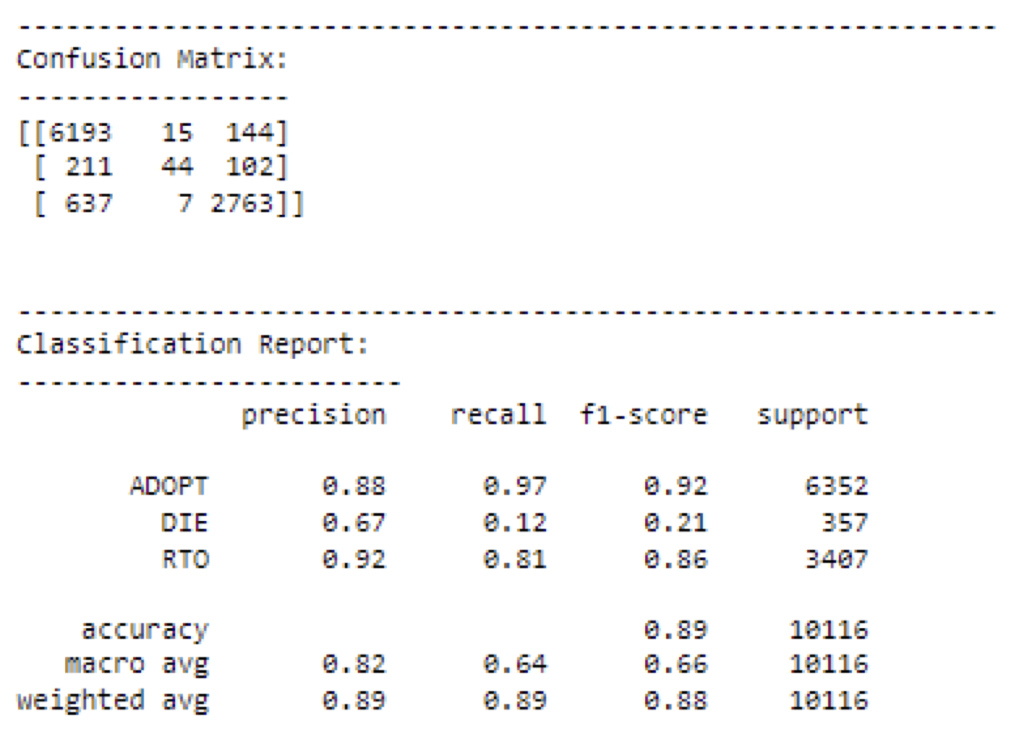 -------------------------------------------------------------
Confusion Matrix:
-----------------
[[6193   15  144]
 [ 211   44  102]
 [ 637    7 2763]]
-------------------------------------------------------------
Classification Report:
------------------------
              precision    recall  f1-score   support
       ADOPT       0.88      0.97      0.92      6352
         DIE       0.67      0.12      0.21       357
         RTO       0.92      0.81      0.86      3407
    accuracy                           0.89     10116
   macro avg       0.82      0.64      0.66     10116
weighted avg       0.89      0.89      0.88     10116